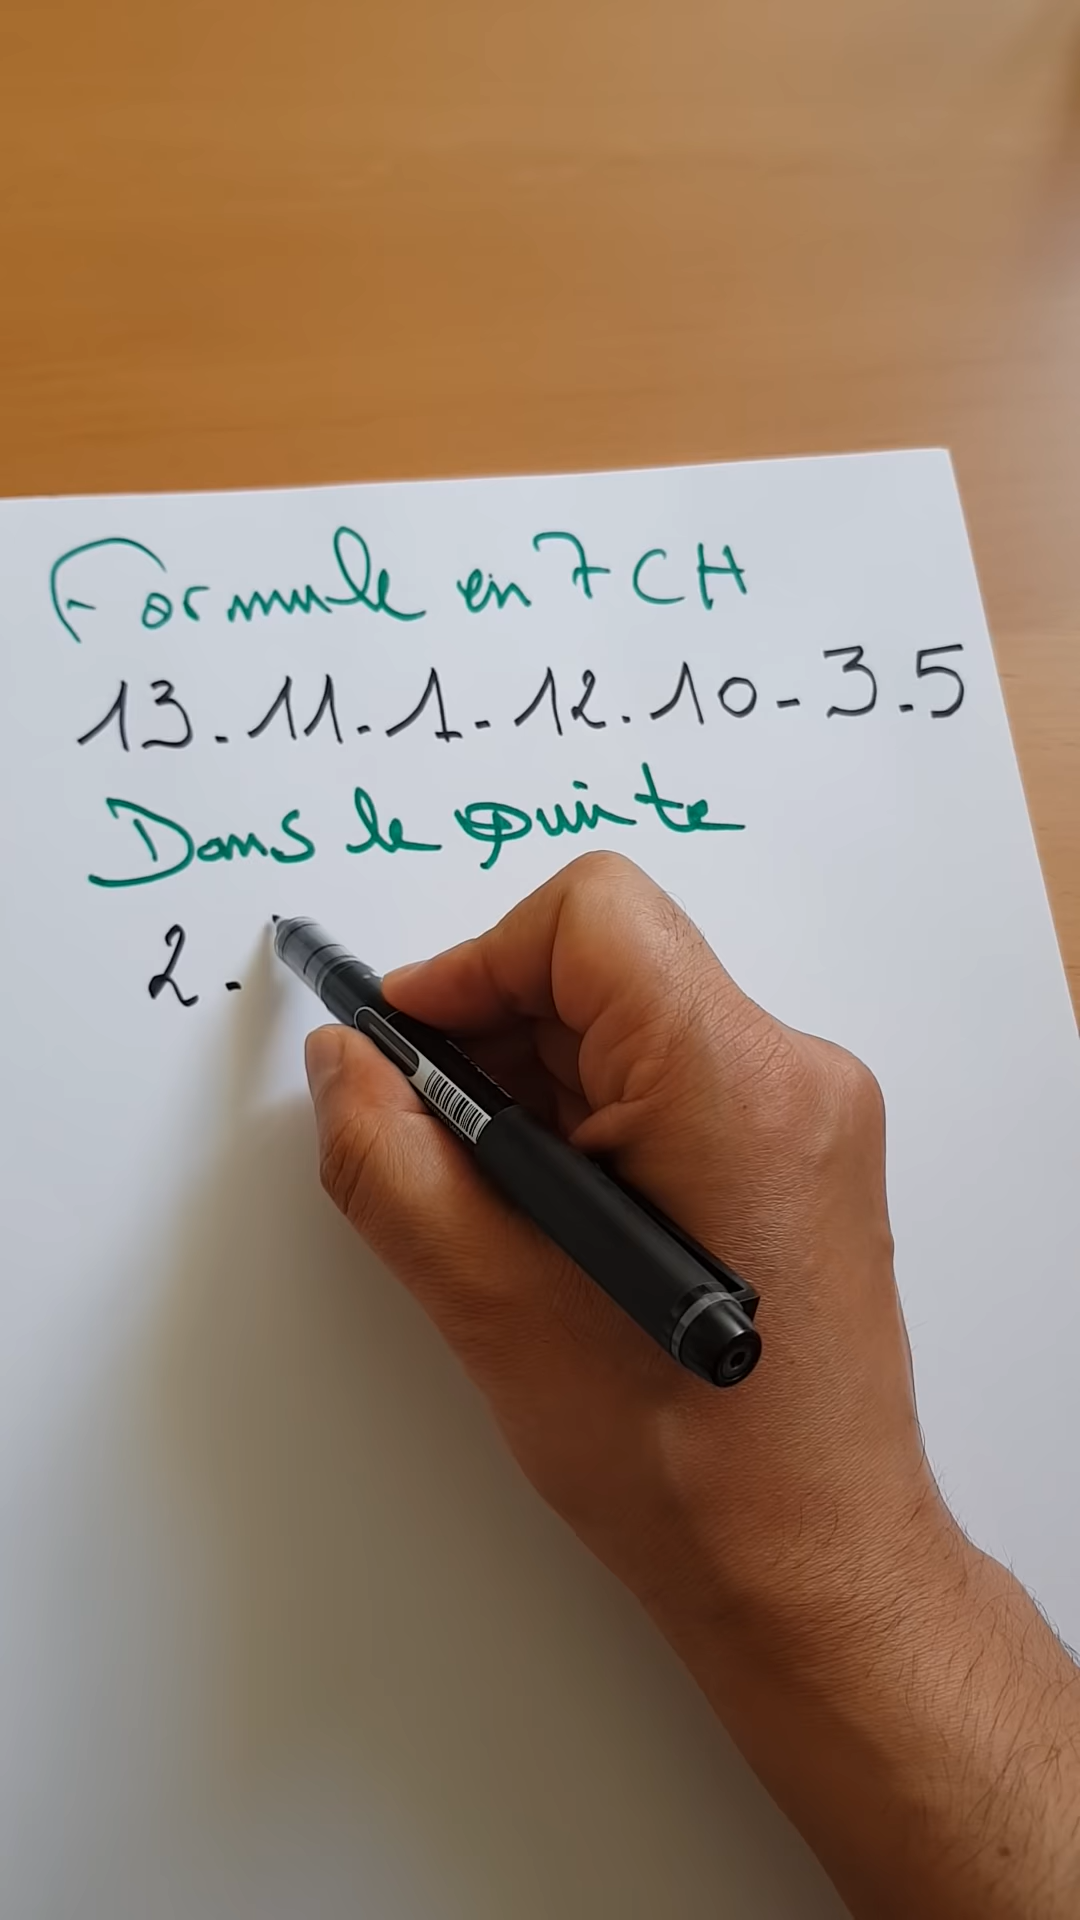 Formule en 7 CH
13.11-1-12.10-3.5
Dans le quinte
2.